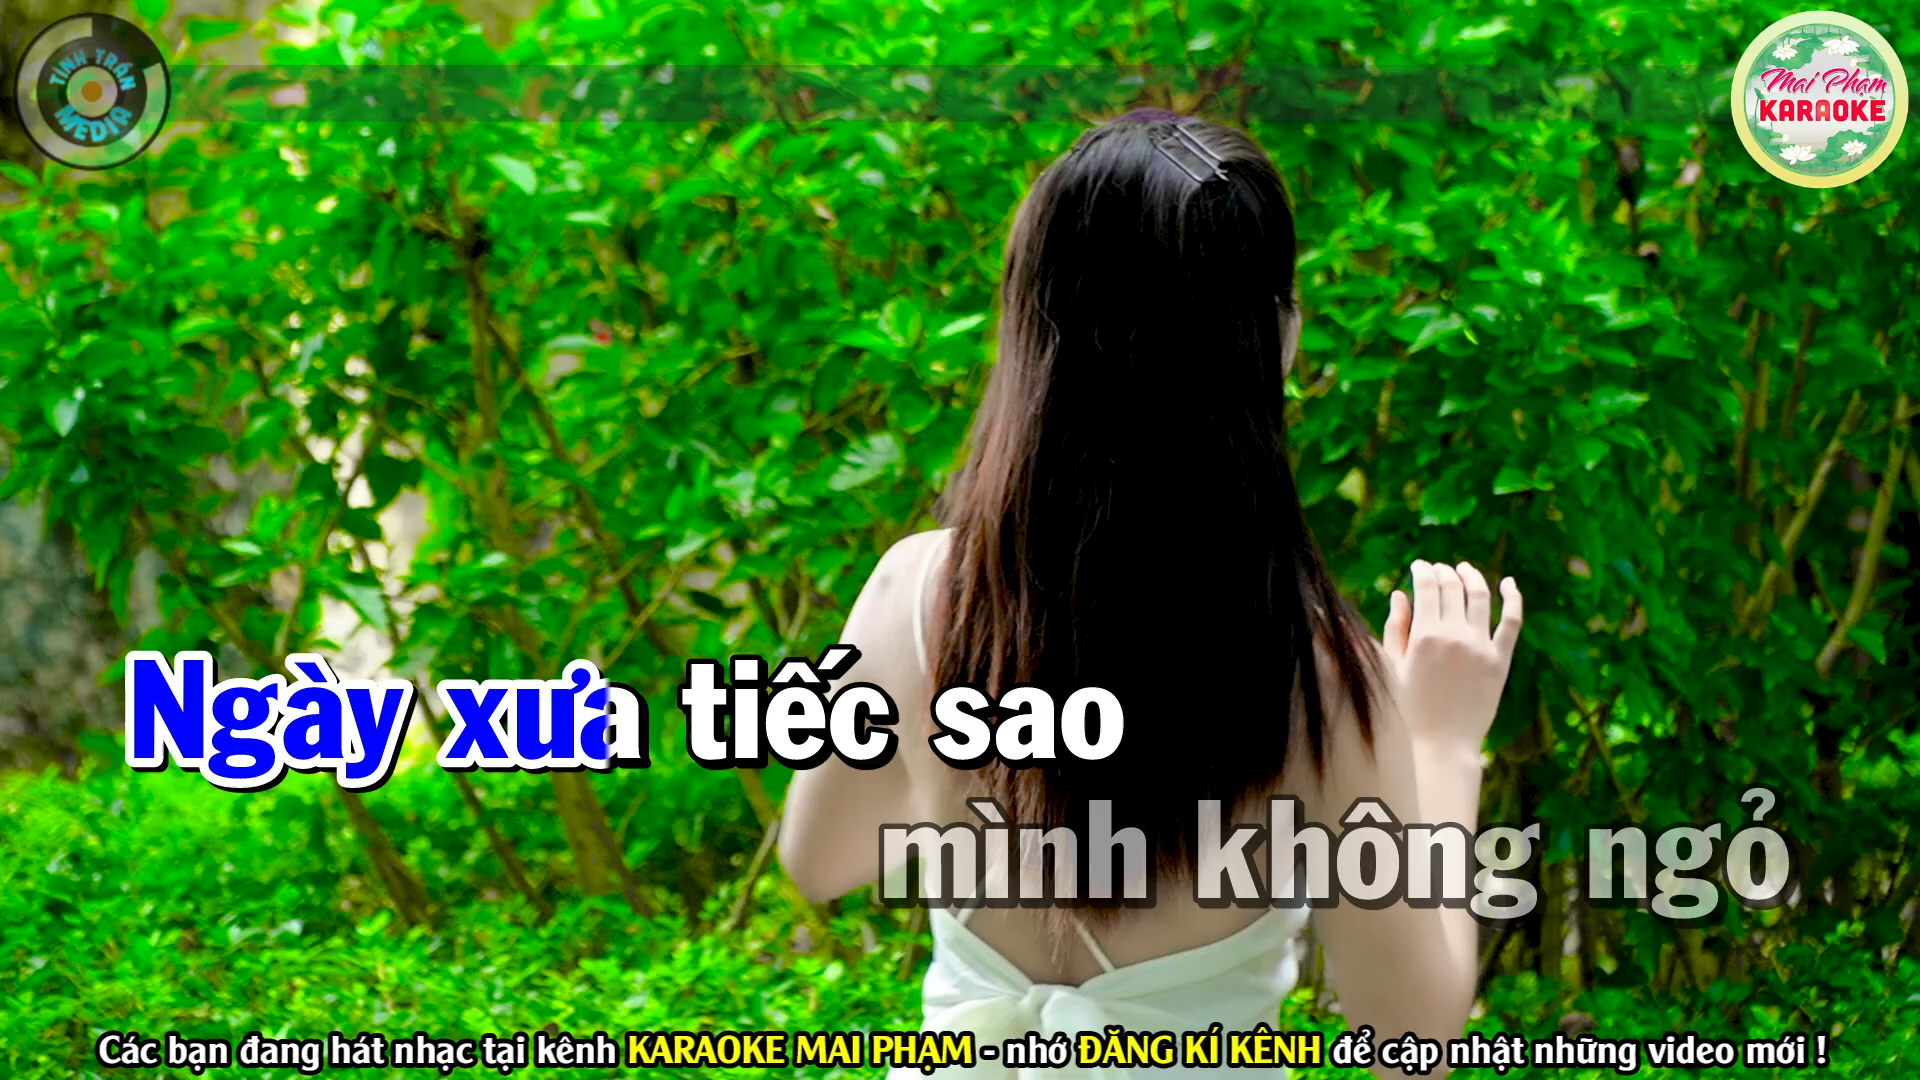 TÌNH TRẦN
MEDIA
Mai Phạm
KARAOKE
Ngày xưa tiếc sao
mình không ngỏ
Các bạn đang hát nhạc tại kênh KARAOKE MAI PHẠM - nhớ ĐĂNG KÍ KÊNH để cập nhật những video mới !